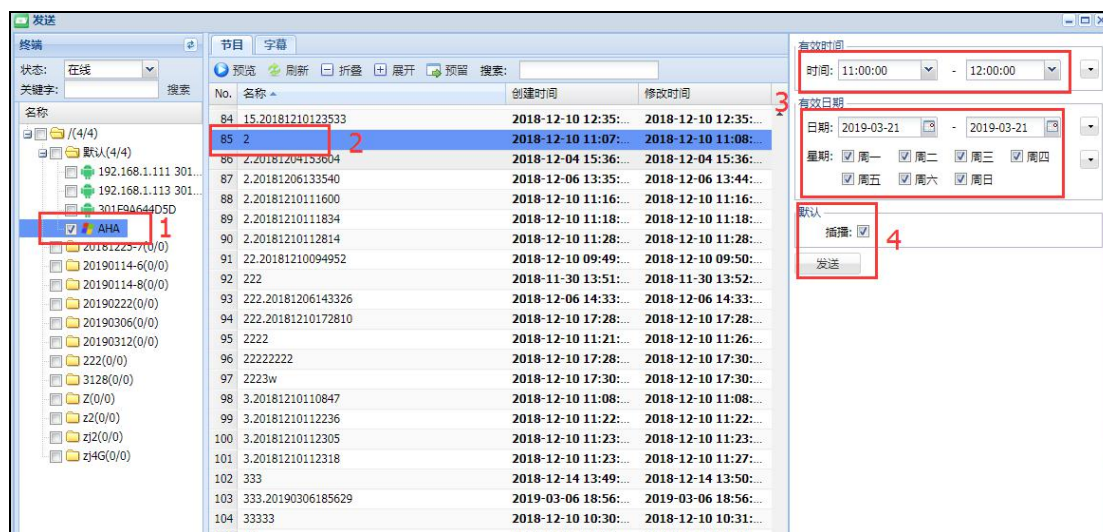 发送
终端
状态: 在线
关键字: 搜索
名称
/(4/4)
默认(4/4)
192.168.1.111 301...
192.168.1.113 301...
301F9A644D5D
AHA
1
20181225-7(0/0)
20190114-6(0/0)
20190114-8(0/0)
20190222(0/0)
20190306(0/0)
20190312(0/0)
222(0/0)
3128(0/0)
Z(0/0)
z2(0/0)
zj2(0/0)
zj4G(0/0)
节目 字幕
预览 刷新 折叠 展开 预留 搜索:
No. 名称 创建时间 修改时间
84 15.20181210123533 2018-12-10 12:35:... 2018-12-10 12:35:...
85 2 2018-12-10 11:07:... 2018-12-10 11:08:...
2
86 2.20181204153604 2018-12-04 15:36:... 2018-12-04 15:36:...
87 2.20181206133540 2018-12-06 13:35:... 2018-12-06 13:44:...
88 2.20181210111600 2018-12-10 11:16:... 2018-12-10 11:16:...
89 2.20181210111834 2018-12-10 11:18:... 2018-12-10 11:18:...
90 2.20181210112814 2018-12-10 11:28:... 2018-12-10 11:28:...
91 22.20181210094952 2018-12-10 09:49:... 2018-12-10 09:50:...
92 222 2018-11-30 13:51:... 2018-11-30 13:52:...
93 222.20181206143326 2018-12-06 14:33:... 2018-12-06 14:33:...
94 222.20181210172810 2018-12-10 17:28:... 2018-12-10 17:28:...
95 2222 2018-12-10 11:21:... 2018-12-10 11:26:...
96 22222222 2018-12-10 17:28:... 2018-12-10 17:30:...
97 2223w 2018-12-10 17:30:... 2018-12-10 17:30:...
98 3.20181210110847 2018-12-10 11:08:... 2018-12-10 11:08:...
99 3.20181210112236 2018-12-10 11:22:... 2018-12-10 11:22:...
100 3.20181210112305 2018-12-10 11:23:... 2018-12-10 11:23:...
101 3.20181210112318 2018-12-10 11:23:... 2018-12-10 11:27:...
102 333 2018-12-14 13:49:... 2018-12-14 13:50:...
103 333.20190306185629 2019-03-06 18:56:... 2019-03-06 18:56:...
104 33333 2018-12-10 10:30:... 2018-12-10 10:31:...
3
有效时间
时间: 11:00:00 - 12:00:00
有效日期
日期: 2019-03-21 - 2019-03-21
星期: 周一 周二 周三 周四
周五 周六 周日
默认
插播:
4
发送